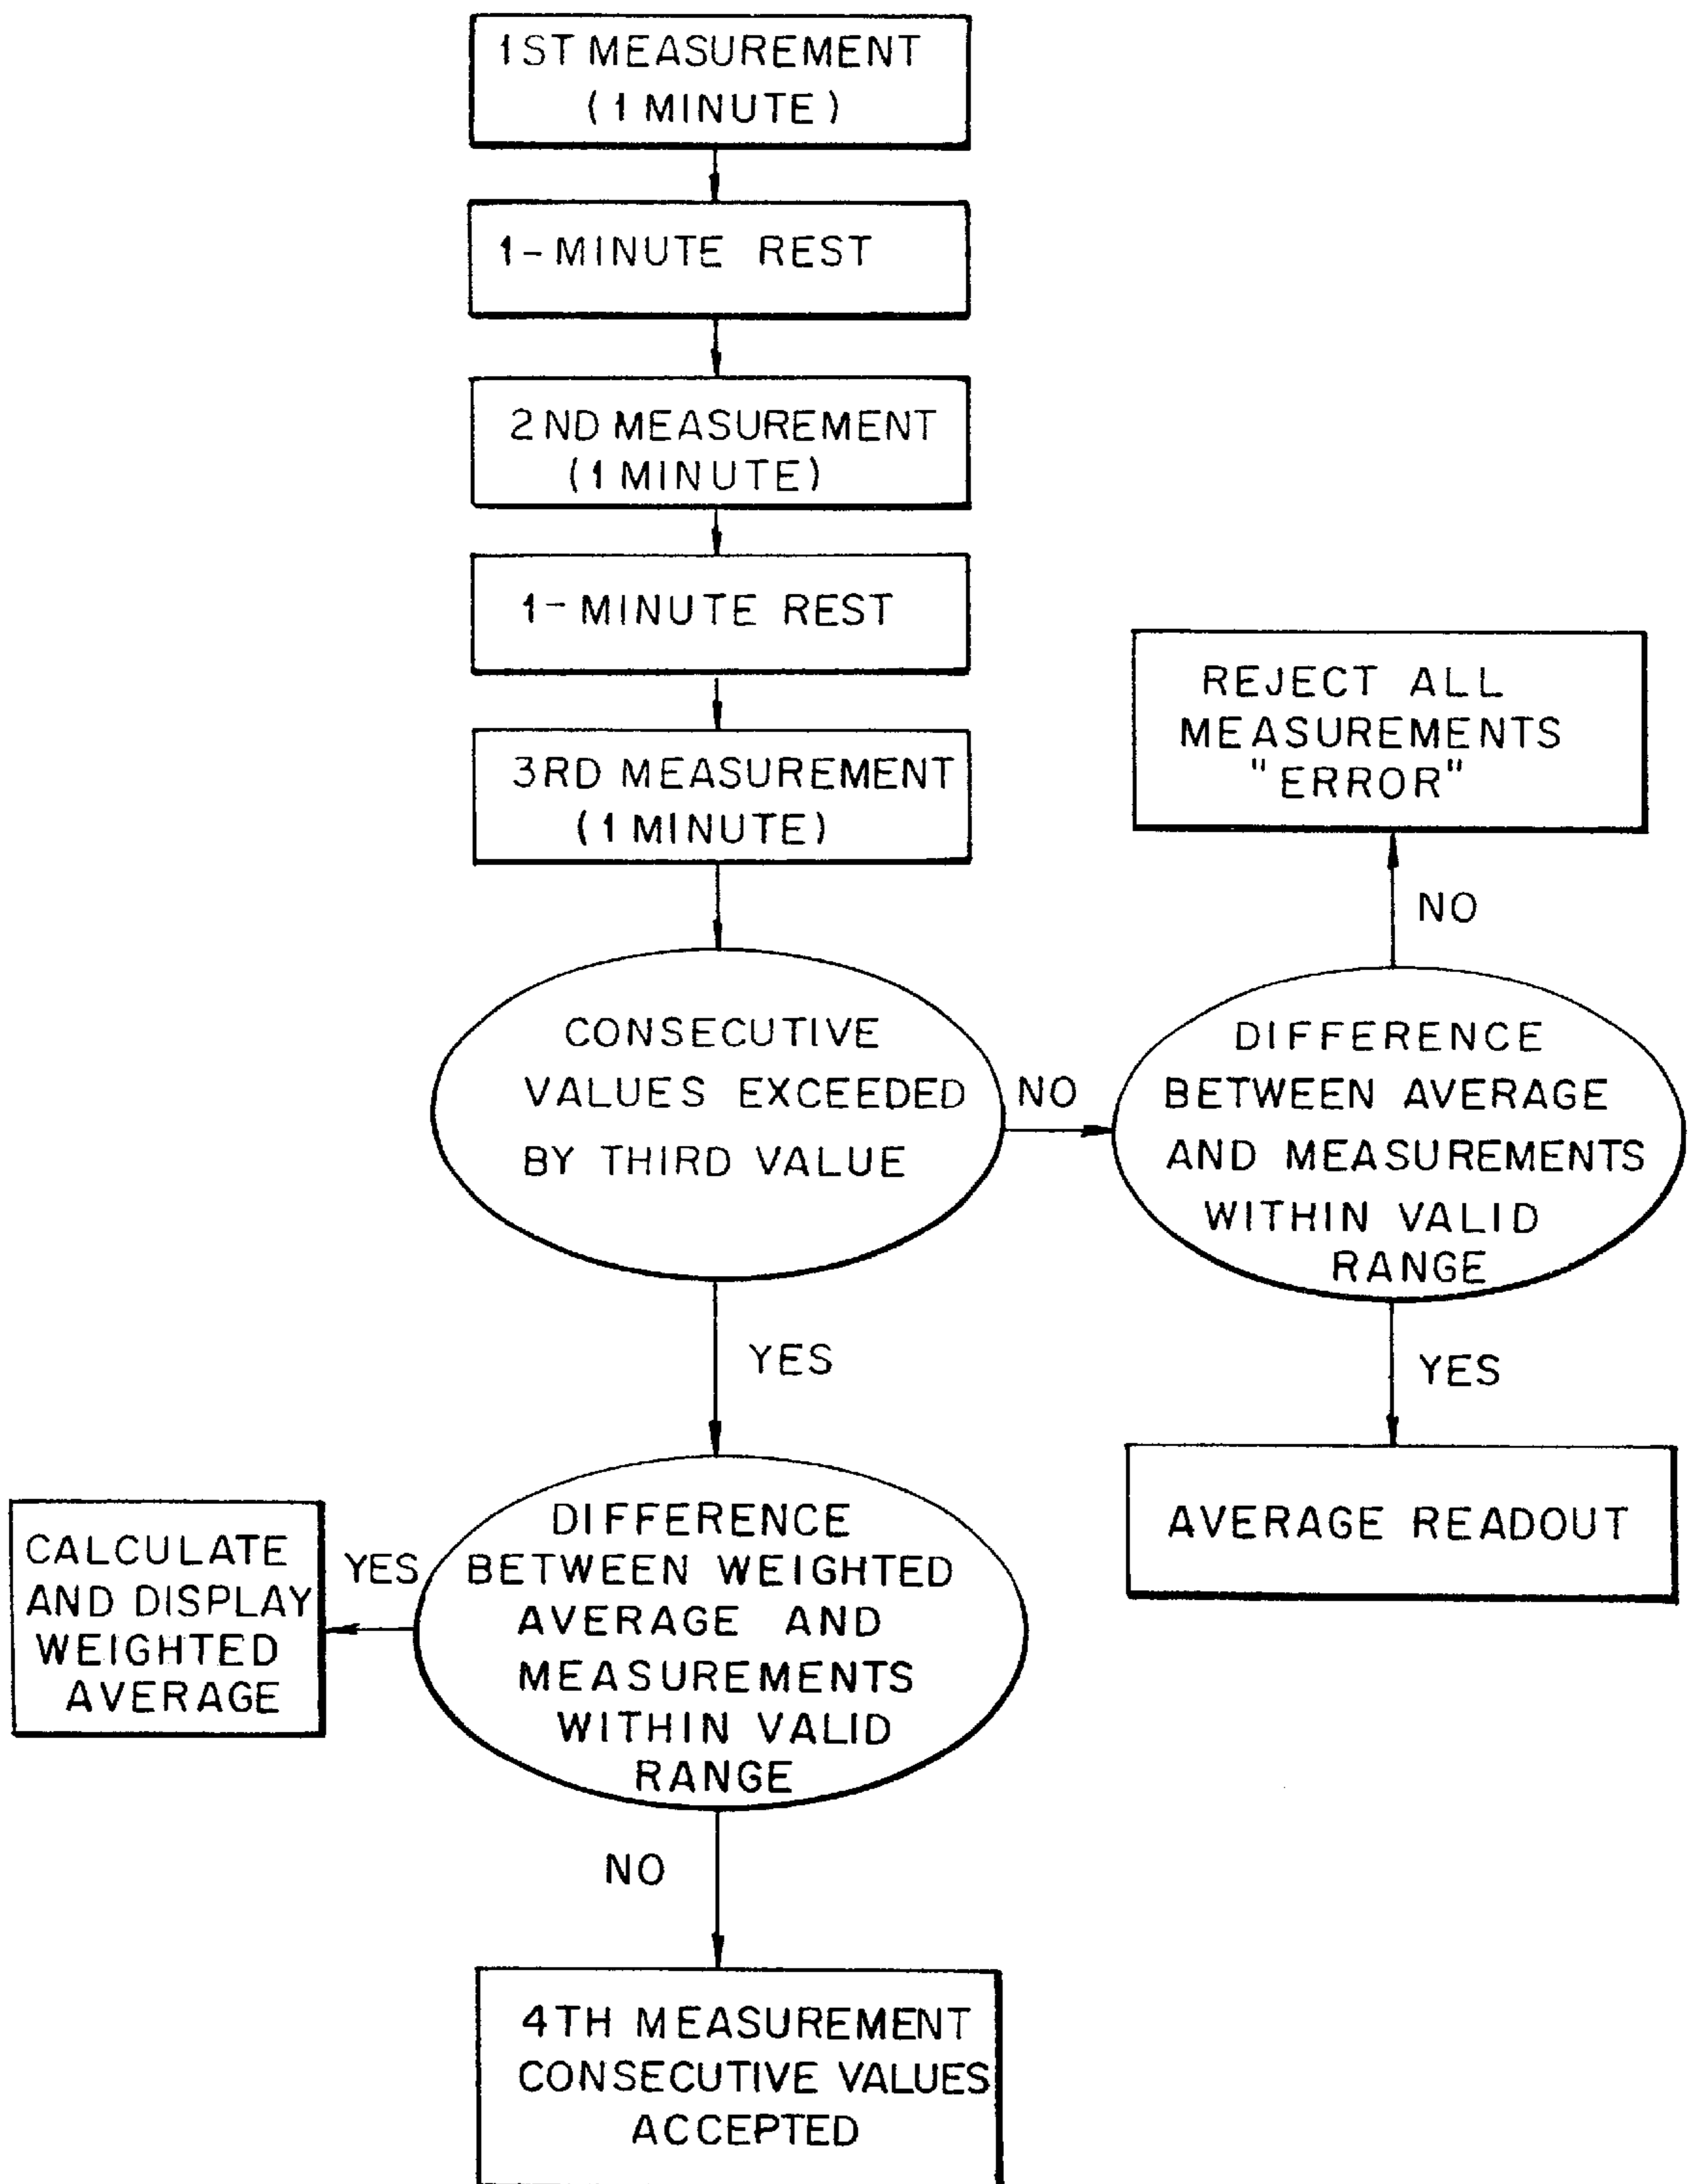 1ST MEASUREMENT
(1 MINUTE)
1-MINUTE REST
2ND MEASUREMENT
(1 MINUTE)
1-MINUTE REST
3RD MEASUREMENT
(1 MINUTE)
REJECT ALL
MEASUREMENTS
"ERROR"
NO
CONSECUTIVE
VALUES EXCEEDED
BY THIRD VALUE
NO
DIFFERENCE
BETWEEN AVERAGE
AND MEASUREMENTS
WITHIN VALID
RANGE
YES
YES
AVERAGE READOUT
DIFFERENCE
BETWEEN WEIGHTED
AVERAGE AND
MEASUREMENTS
WITHIN VALID
RANGE
YES
CALCULATE
AND DISPLAY
WEIGHTED
AVERAGE
NO
4TH MEASUREMENT
CONSECUTIVE VALUES
ACCEPTED